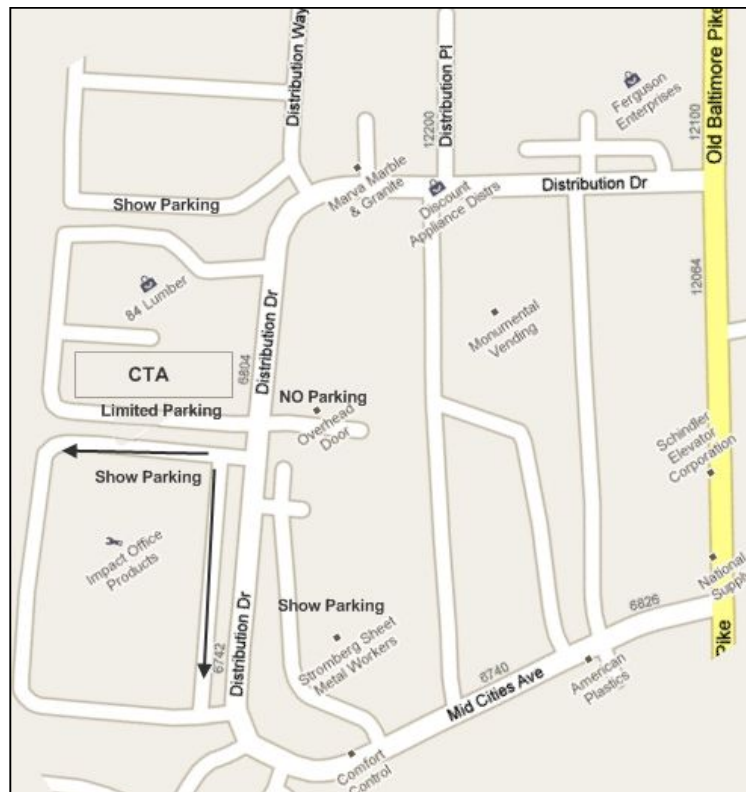 Distribution Way
12200
Distribution Pl
Ferguson
Enterprises
12100
Old Baltimore Pike
Show Parking
Marva Marble
& Granite
Discount
Appliance Distrs
Distribution Dr
84 Lumber
Distribution Dr
12064
Monumental
Vending
CTA
6804
NO Parking
Limited Parking
Overhead
Door
Schindler
Elevator
Corporation
Show Parking
Impact Office
Products
National
Supply
Show Parking
6826
Stromberg Sheet
Metal Workers
6742
Distribution Dr
6740
Mid Cities Ave
American
Plastics
Pike
Comfort
Control